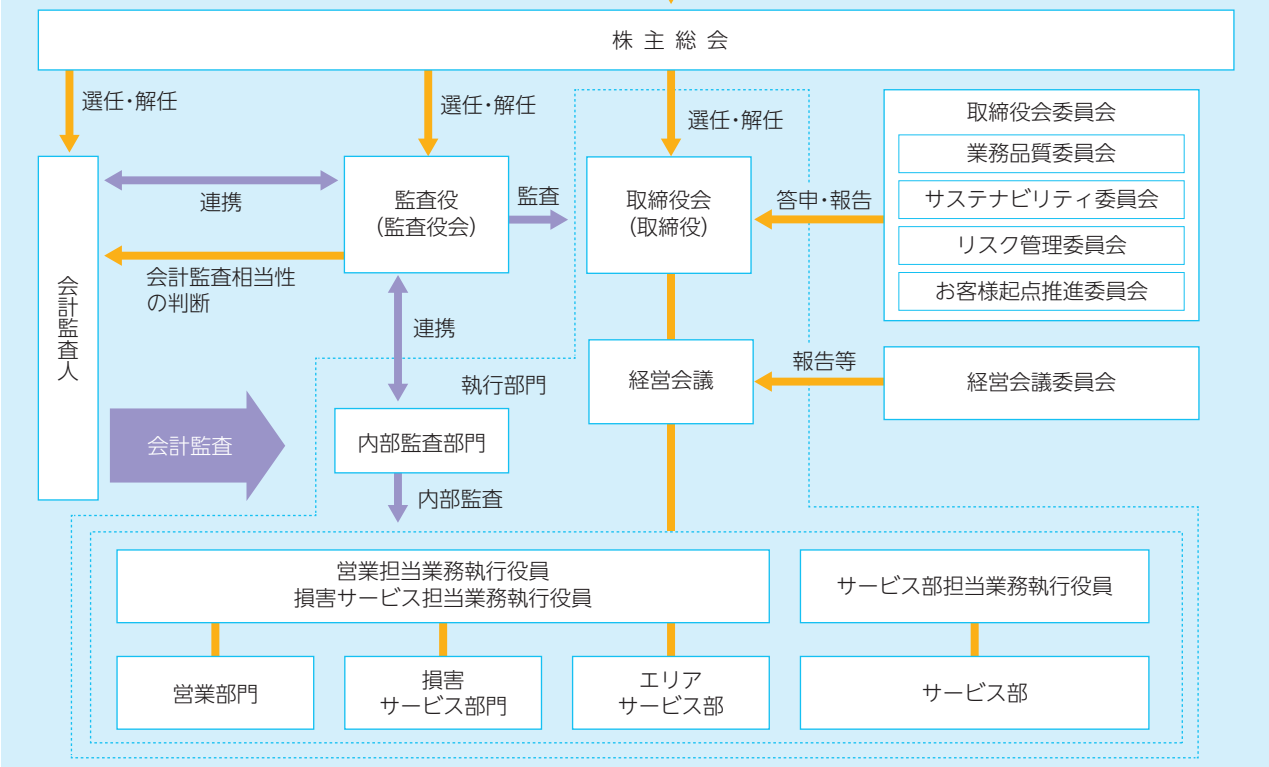 株主総会
選任・解任
選任・解任
選任・解任
取締役会委員会
業務品質委員会
サステナビリティ委員会
リスク管理委員会
お客様起点推進委員会
連携
監査役
(監査役会)
監査
取締役会
(取締役)
答申・報告
会計監査相当性
の判断
会計監査人
連携
執行部門
経営会議
報告等
経営会議委員会
会計監査
内部監査部門
内部監査
営業担当業務執行役員
損害サービス担当業務執行役員
サービス部担当業務執行役員
営業部門
損害
サービス部門
エリア
サービス部
サービス部